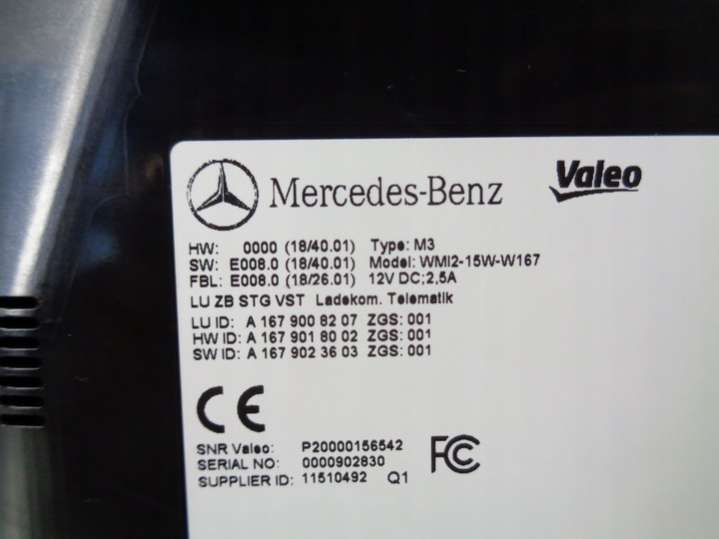 Mercedes-Benz Valeo
HW: 0000 (18/40.01) Type: M3
SW: E008.0 (18/40.01) Model: WMI2-15W-W167
FBL: E008.0 (18/26.01) 12V DC;2,5A
LU ZB STG VST Ladekom. Telematik
LU ID: A 167 900 82 07 ZGS: 001
HW ID: A 167 901 80 02 ZGS: 001
SW ID: A 167 902 36 03 ZGS: 001
CE
SNR Valeo: P20000156542
SERIAL NO: 0000902830
SUPPLIER ID: 11510492 Q1
FC